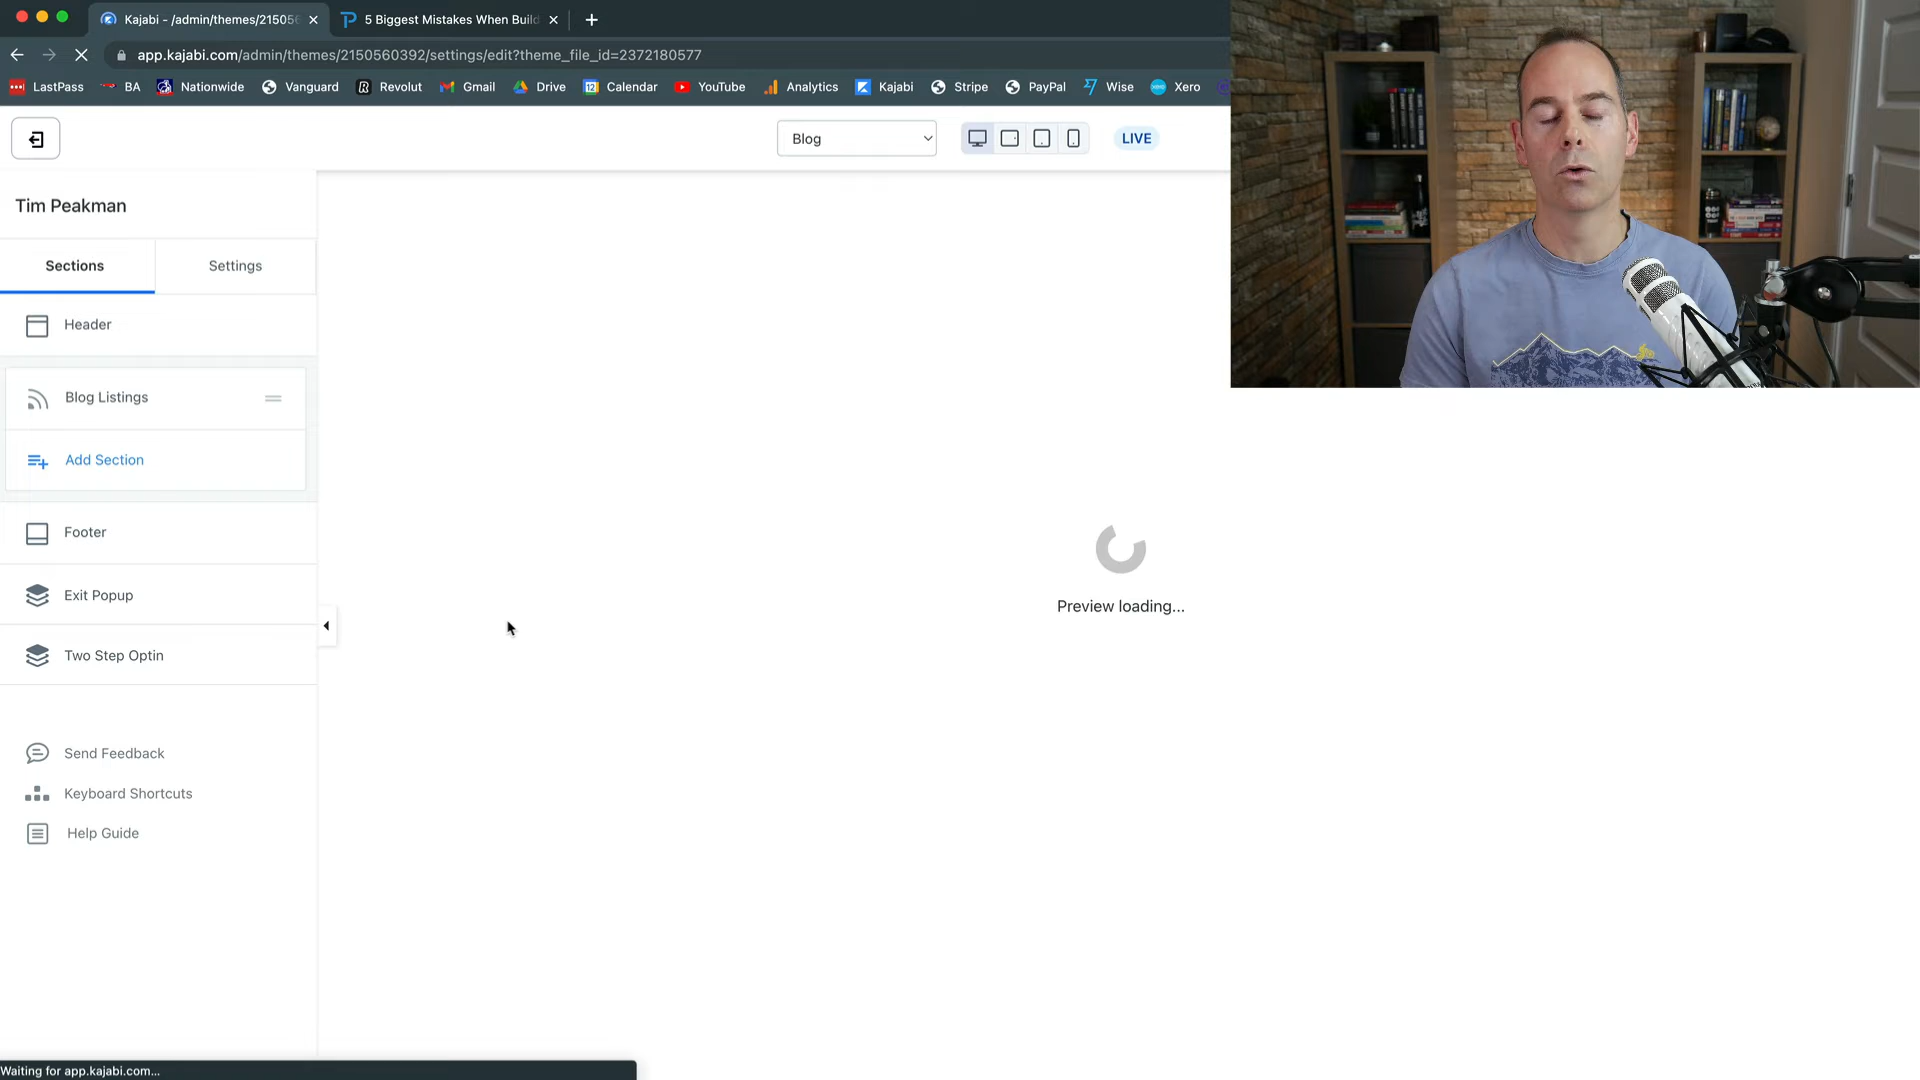 Kajabi - /admin/themes/21505
5 Biggest Mistakes When Build
app.kajabi.com/admin/themes/2150560392/settings/edit?theme_file_id=2372180577
LastPass
BA
Nationwide
Vanguard
Revolut
Gmail
Drive
Calendar
YouTube
Analytics
Kajabi
Stripe
PayPal
Wise
Xero
Blog
LIVE
Tim Peakman
Sections
Settings
Header
Blog Listings
Add Section
Footer
Exit Popup
Two Step Optin
Preview loading...
Send Feedback
Keyboard Shortcuts
Help Guide
Waiting for app.kajabi.com...